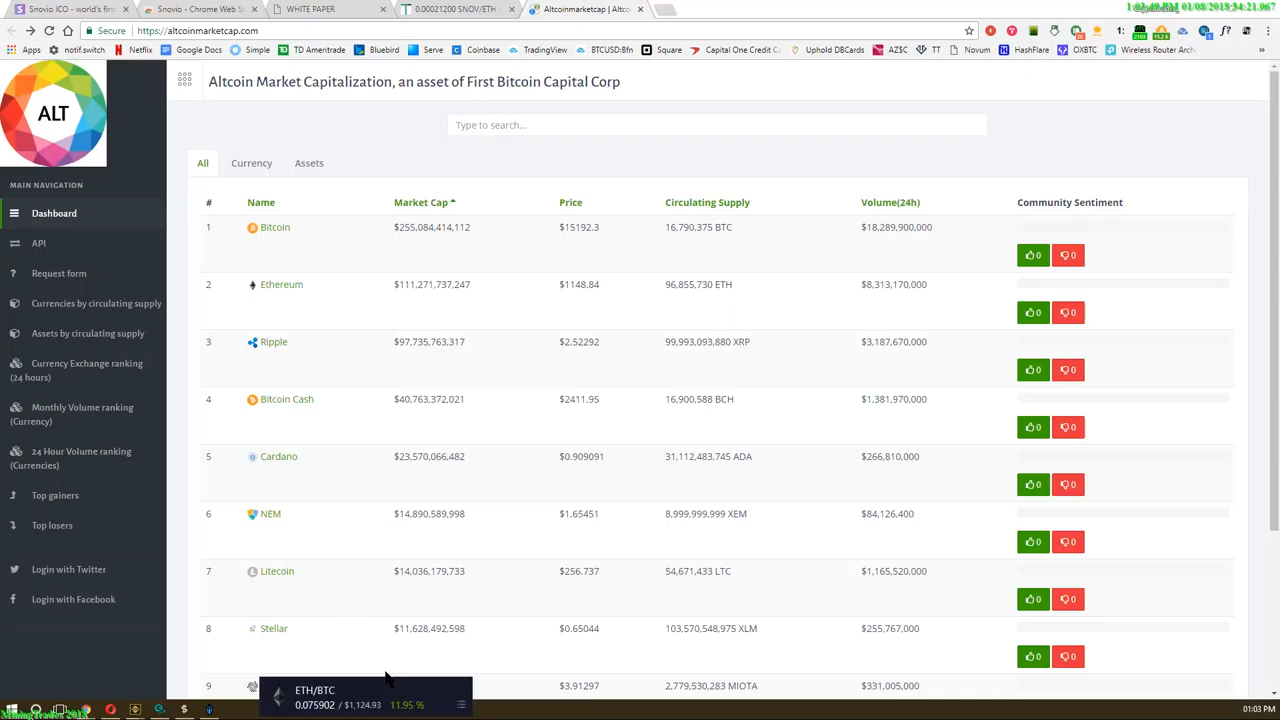 Snovio ICO - world's first
Snovio - Chrome Web S
WHITE PAPER
0.00021200 SNOV/ETH -
Altcoinmarketcap | Altc
01/08/2018
Secure
https://altcoinmarketcap.com
Apps
notif.switch
Netflix
Google Docs
Simple
TD Ameritrade
Bluebird
Serve
Coinbase
TradingView
BTCUSD:Bfn
Square
Capital One Credit C
Upload DBCards
AZ$C
TT
Novum
HashFlare
OXBTC
Wireless Router Arch
ALT
Altcoin Market Capitalization, an asset of First Bitcoin Capital Corp
Type to search...
All
Currency
Assets
MAIN NAVIGATION
Dashboard
API
Request form
Currencies by circulating supply
Assets by circulating supply
Currency Exchange ranking
(24 hours)
Monthly Volume ranking
(Currency)
24 Hour Volume ranking
(Currencies)
Top gainers
Top losers
Login with Twitter
Login with Facebook
# Name Market Cap Price Circulating Supply Volume(24h) Community Sentiment
1 Bitcoin $255,084,414,112 $15192.3 16,790,375 BTC $18,289,900,000
0 0
2 Ethereum $111,271,737,247 $1148.84 96,855,730 ETH $8,313,170,000
0 0
3 Ripple $97,735,763,317 $2.52292 99,993,093,880 XRP $3,187,670,000
0 0
4 Bitcoin Cash $40,763,372,021 $2411.95 16,900,588 BCH $1,381,970,000
0 0
5 Cardano $23,570,066,482 $0.909091 31,112,483,745 ADA $266,810,000
0 0
6 NEM $14,890,589,998 $1.65451 8,999,999,999 XEM $84,126,400
0 0
7 Litecoin $14,036,179,733 $256.737 54,671,433 LTC $1,165,520,000
0 0
8 Stellar $11,628,492,598 $0.65044 103,570,548,975 XLM $255,767,000
0 0
9 $3.91297 2,779,530,283 MIOTA $331,005,000
ETH/BTC
0.075902 / $1,124.93 11.95 %
01:03 PM